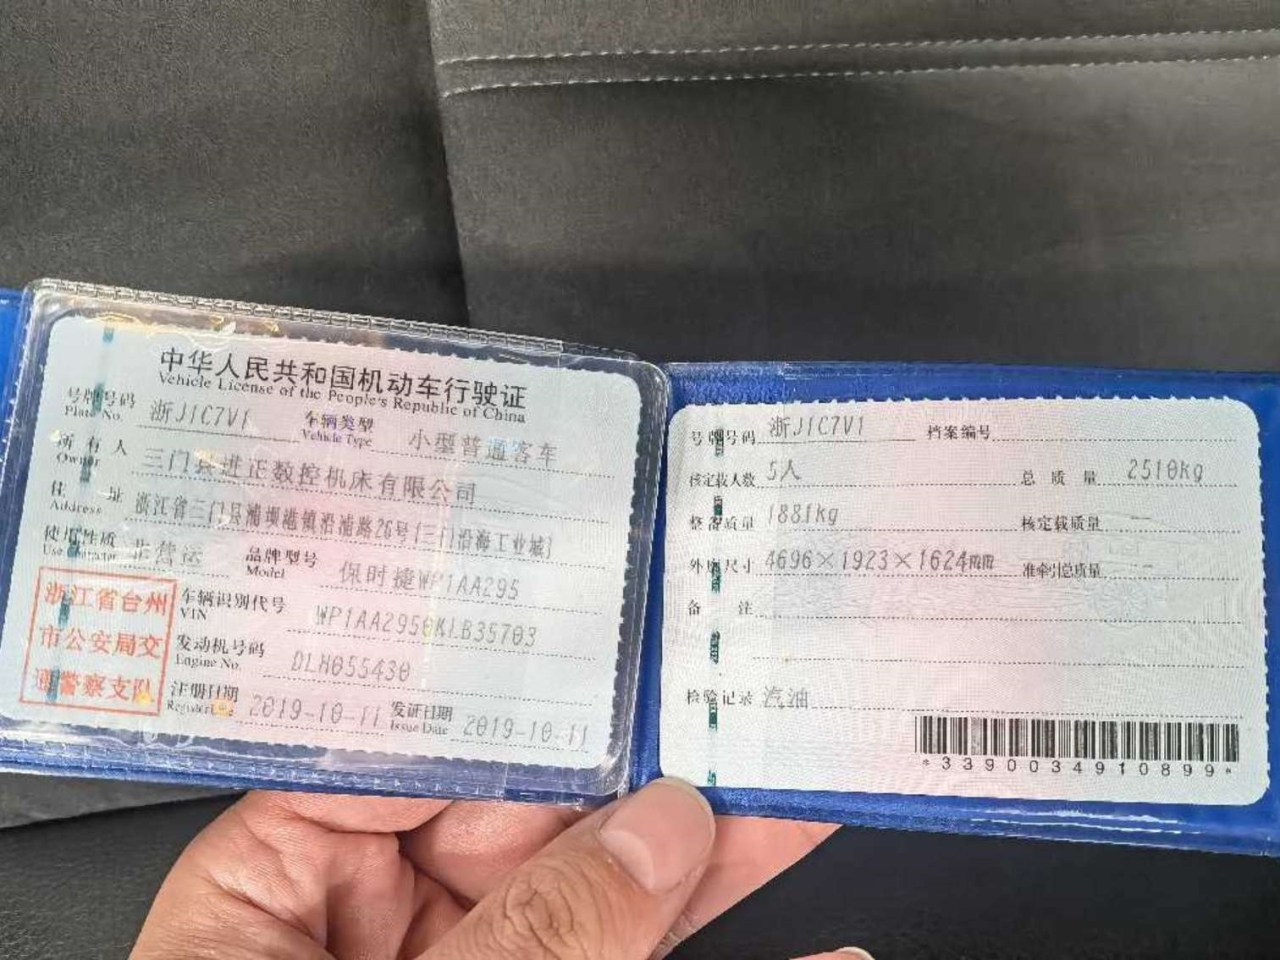 中华人民共和国机动车行驶证
Vehicle License of the People's Republic of China
号牌号码 浙J1C7V1 车辆类型 小型普通客车
Plate No. Vehicle Type
所有人 三门县进正数控机床有限公司
Owner
住址 浙江省三门县浦坝港镇沿浦路26号(三门沿海工业城)
Address
使用性质 非营运 品牌型号 保时捷WP1AA295
Use Character Model
车辆识别代号 WP1AA2950KLB35703
VIN
发动机号码 DLH055430
Engine No.
注册日期 2019-10-11 发证日期 2019-10-11
Register Issue Date
浙江省台州
市公安局交
通警察支队
号牌号码 浙J1C7V1 档案编号
核定载人数 5人 总质量 2510kg
整备质量 1881kg 核定载质量 --
外廓尺寸 4696×1923×1624毫米 准牵引总质量 --
备注
检验记录 汽油
*3390034910899*